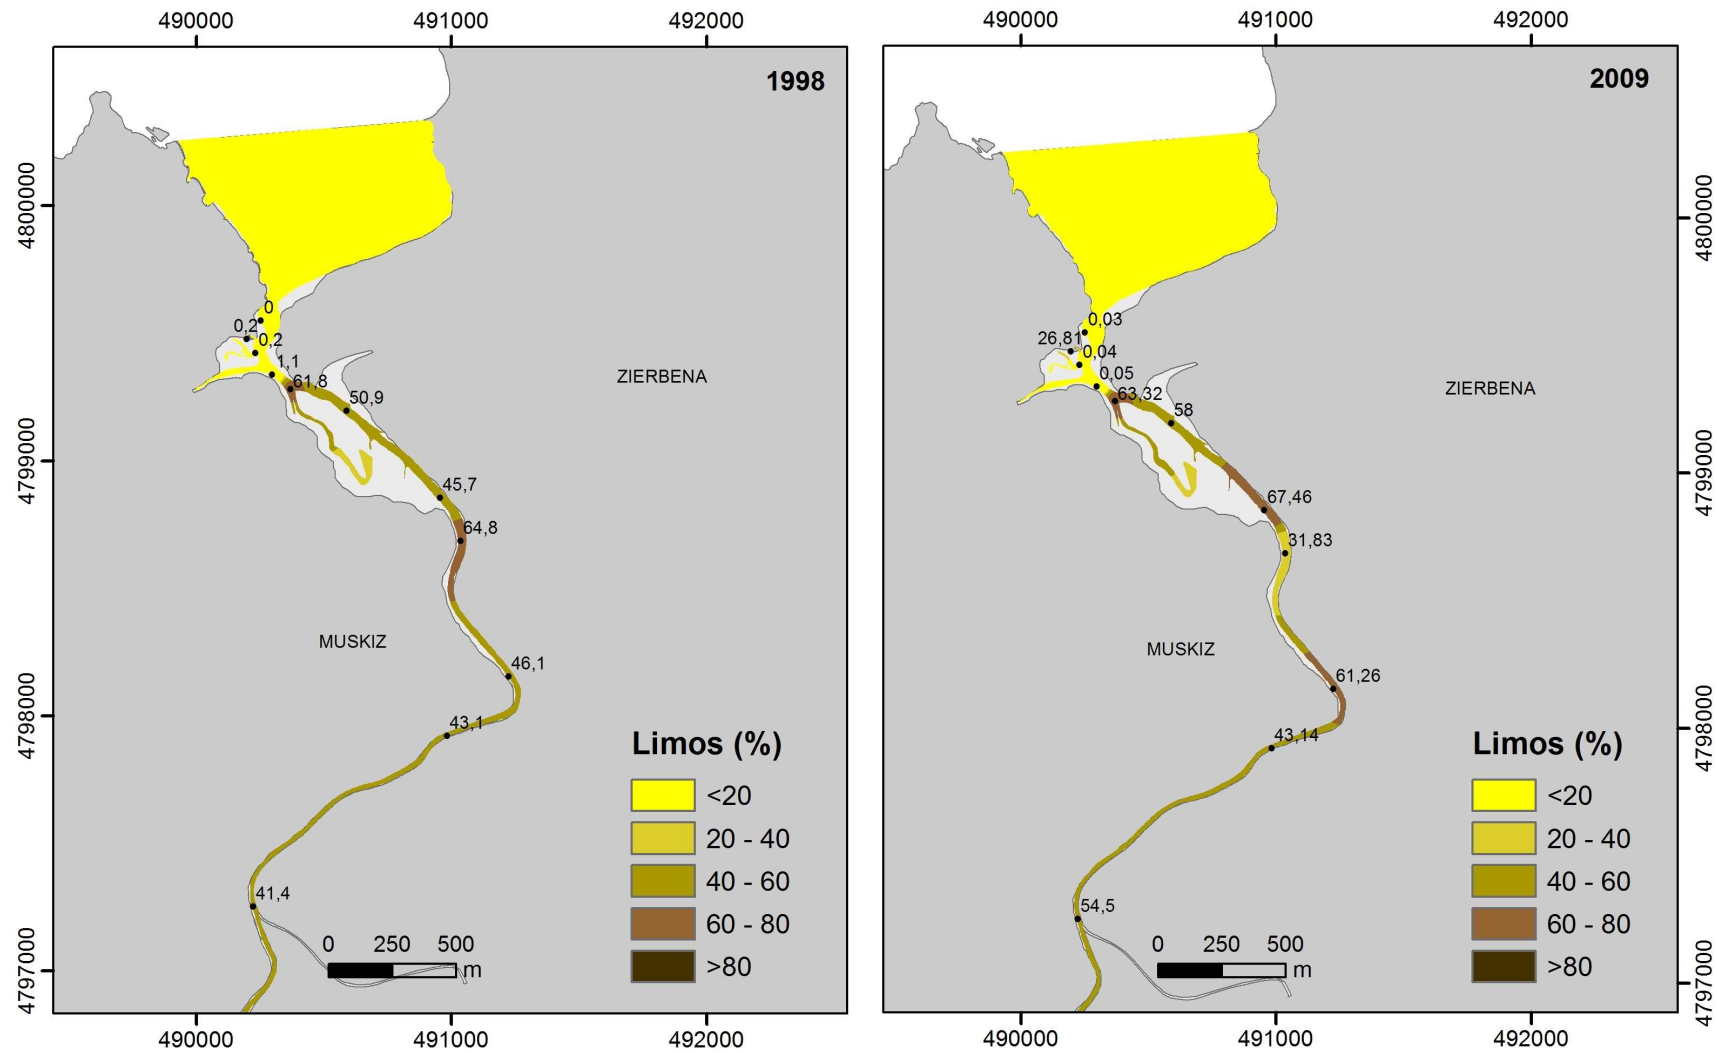 490000 491000 492000
1998
4800000
4799000
4798000
4797000
0
0,2
0,2
1,1
61,8
50,9
45,7
64,8
46,1
43,1
41,4
ZIERBENA
MUSKIZ
Limos (%)
<20
20 - 40
40 - 60
60 - 80
>80
0 250 500
m
490000 491000 492000
490000 491000 492000
2009
0,03
26,81
0,04
0,05
63,32
58
67,46
31,83
61,26
43,14
54,5
ZIERBENA
MUSKIZ
Limos (%)
<20
20 - 40
40 - 60
60 - 80
>80
0 250 500
m
4800000
4799000
4798000
4797000
490000 491000 492000